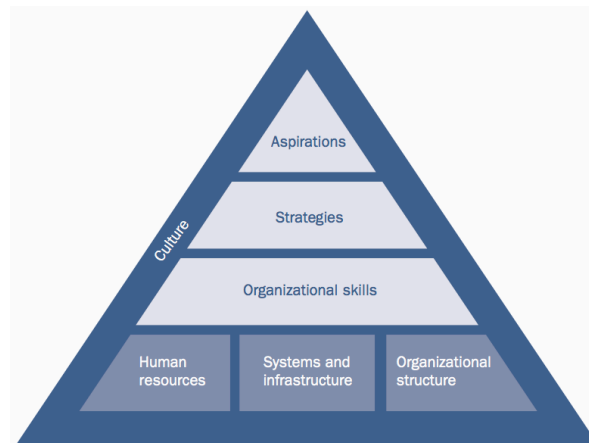 Aspirations
Culture
Strategies
Organizational skills
Human
resources
Systems and
infrastructure
Organizational
structure